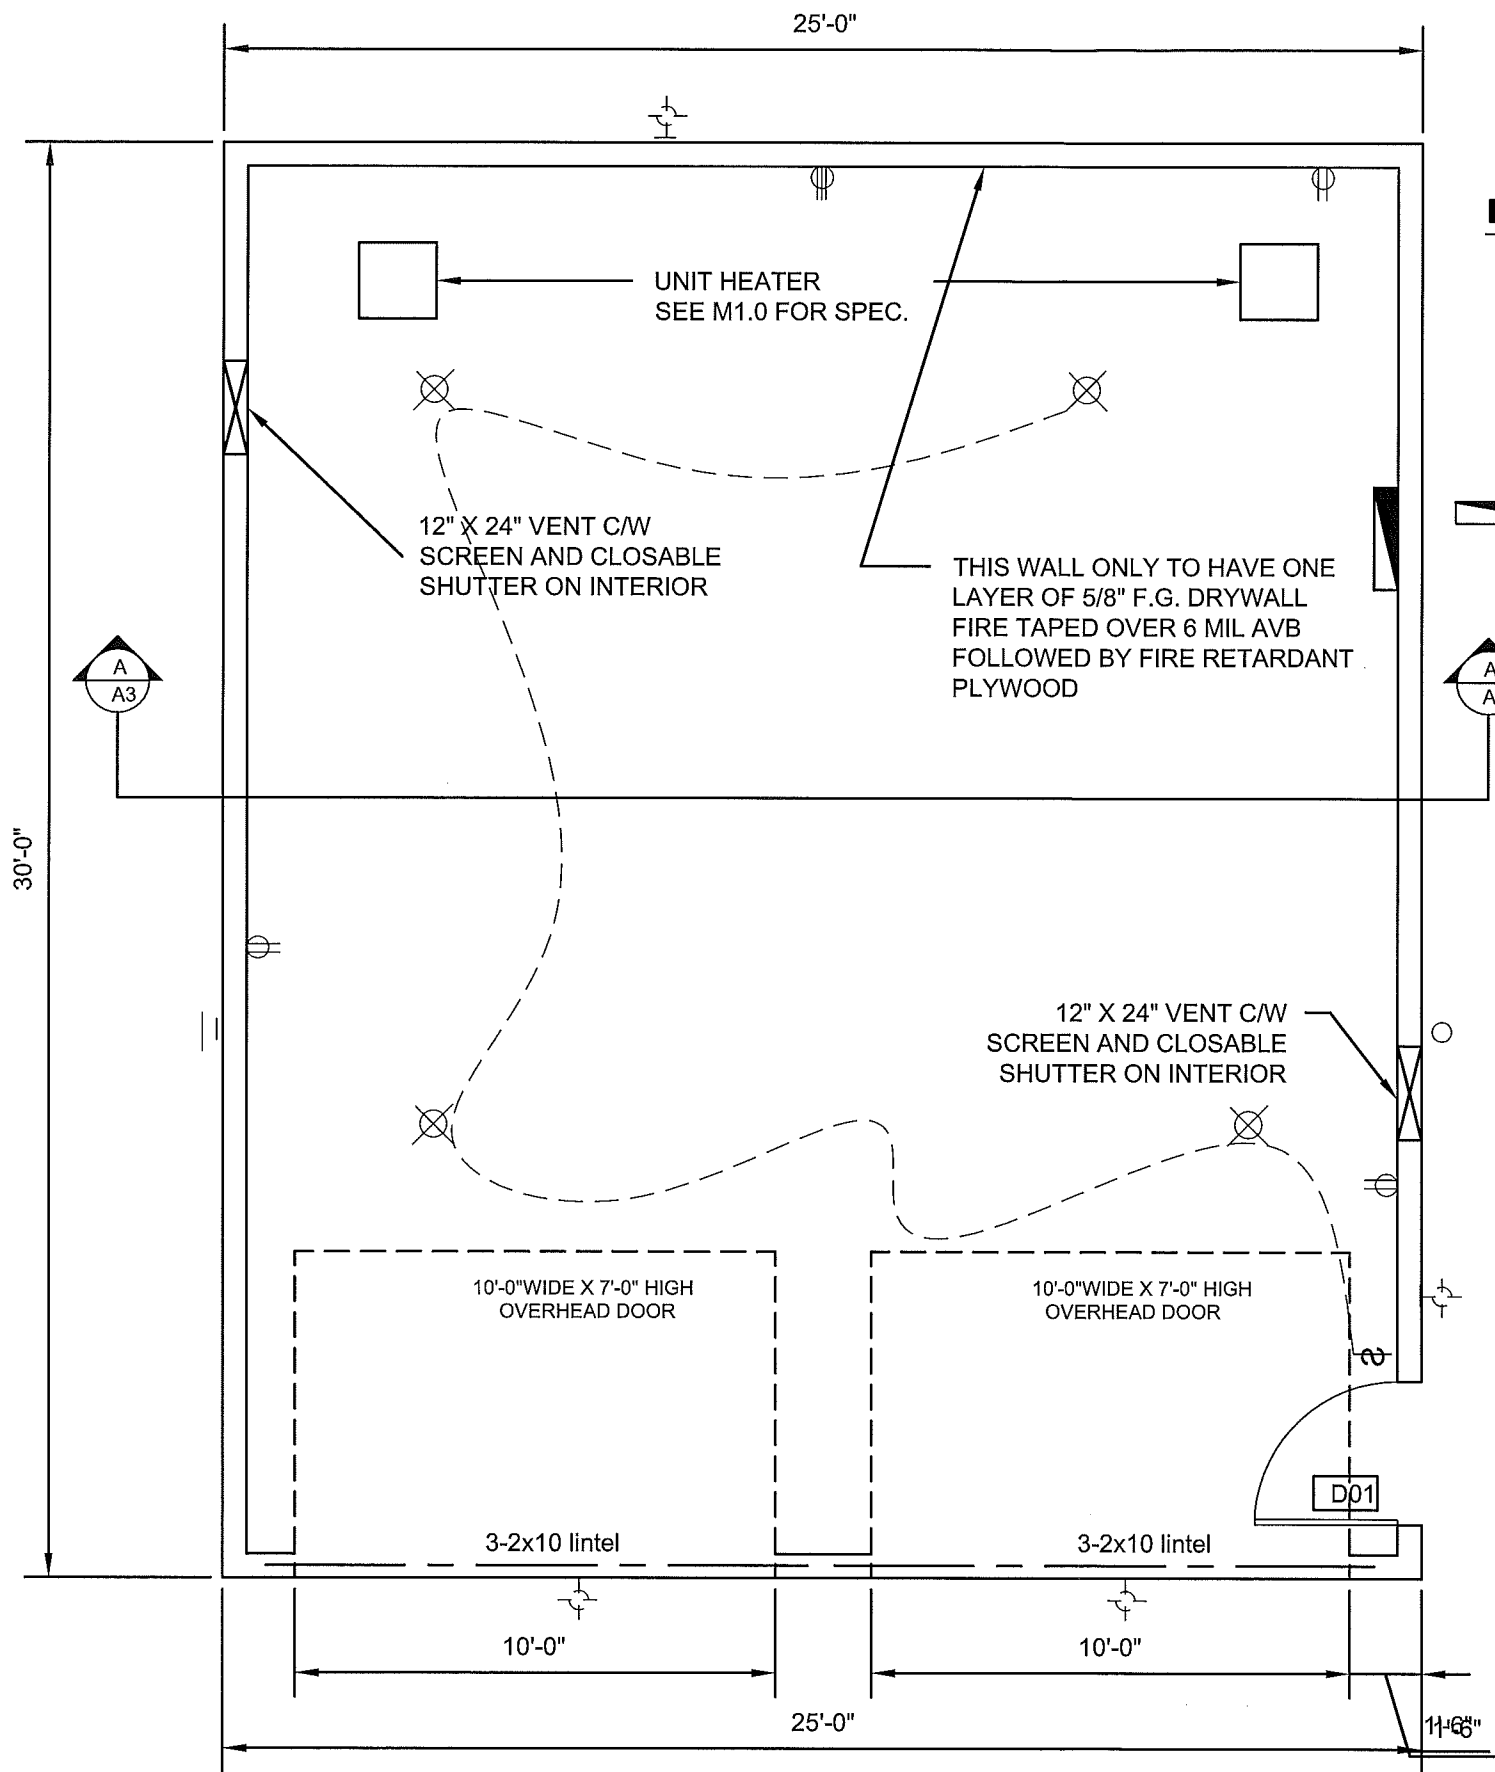 25'-0"
UNIT HEATER
SEE M1.0 FOR SPEC.
12" X 24" VENT C/W
SCREEN AND CLOSABLE
SHUTTER ON INTERIOR
THIS WALL ONLY TO HAVE ONE
LAYER OF 5/8" F.G. DRYWALL
FIRE TAPED OVER 6 MIL AVB
FOLLOWED BY FIRE RETARDANT
PLYWOOD
A
A3
A
A
30'-0"
12" X 24" VENT C/W
SCREEN AND CLOSABLE
SHUTTER ON INTERIOR
10'-0"WIDE X 7'-0" HIGH
OVERHEAD DOOR
10'-0"WIDE X 7'-0" HIGH
OVERHEAD DOOR
S
D01
3-2x10 lintel
3-2x10 lintel
10'-0"
10'-0"
25'-0"
1'-6"